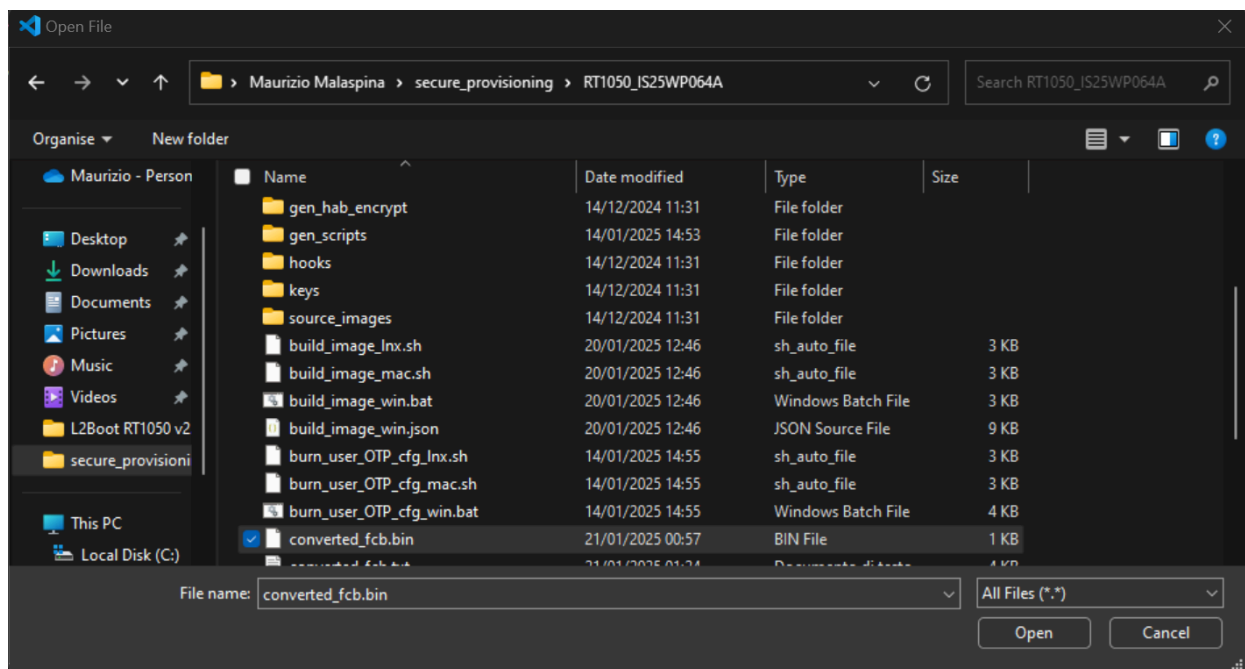 Open File
Maurizio Malaspina > secure_provisioning > RT1050_IS25WP064A
Search RT1050_IS25WP064A
Organise
New folder
Maurizio - Person
Desktop
Downloads
Documents
Pictures
Music
Videos
L2Boot RT1050 v2
secure_provisioni
This PC
Local Disk (C:)
Name Date modified Type Size
gen_hab_encrypt 14/12/2024 11:31 File folder
gen_scripts 14/01/2025 14:53 File folder
hooks 14/12/2024 11:31 File folder
keys 14/12/2024 11:31 File folder
source_images 14/12/2024 11:31 File folder
build_image_lnx.sh 20/01/2025 12:46 sh_auto_file 3 KB
build_image_mac.sh 20/01/2025 12:46 sh_auto_file 3 KB
build_image_win.bat 20/01/2025 12:46 Windows Batch File 3 KB
build_image_win.json 20/01/2025 12:46 JSON Source File 9 KB
burn_user_OTP_cfg_lnx.sh 14/01/2025 14:55 sh_auto_file 3 KB
burn_user_OTP_cfg_mac.sh 14/01/2025 14:55 sh_auto_file 3 KB
burn_user_OTP_cfg_win.bat 14/01/2025 14:55 Windows Batch File 4 KB
converted_fcb.bin 21/01/2025 00:57 BIN File 1 KB
File name: converted_fcb.bin
All Files (*.*)
Open
Cancel